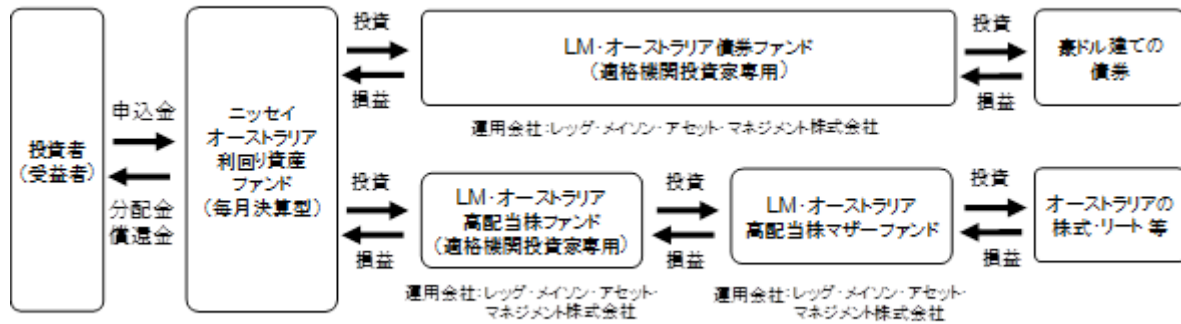 投資者
(受益者)
申込金
分配金
償還金
ニッセイ
オーストラリア
利回り資産
ファンド
(毎月決算型)
投資
損益
LM・オーストラリア債券ファンド
(適格機関投資家専用)
運用会社:レッグ・メイソン・アセット・マネジメント株式会社
投資
損益
豪ドル建ての
債券
投資
損益
LM・オーストラリア
高配当株ファンド
(適格機関投資家専用)
運用会社:レッグ・メイソン・アセット・
マネジメント株式会社
投資
損益
LM・オーストラリア
高配当株マザーファンド
運用会社:レッグ・メイソン・アセット・
マネジメント株式会社
投資
損益
オーストラリアの
株式・リート等